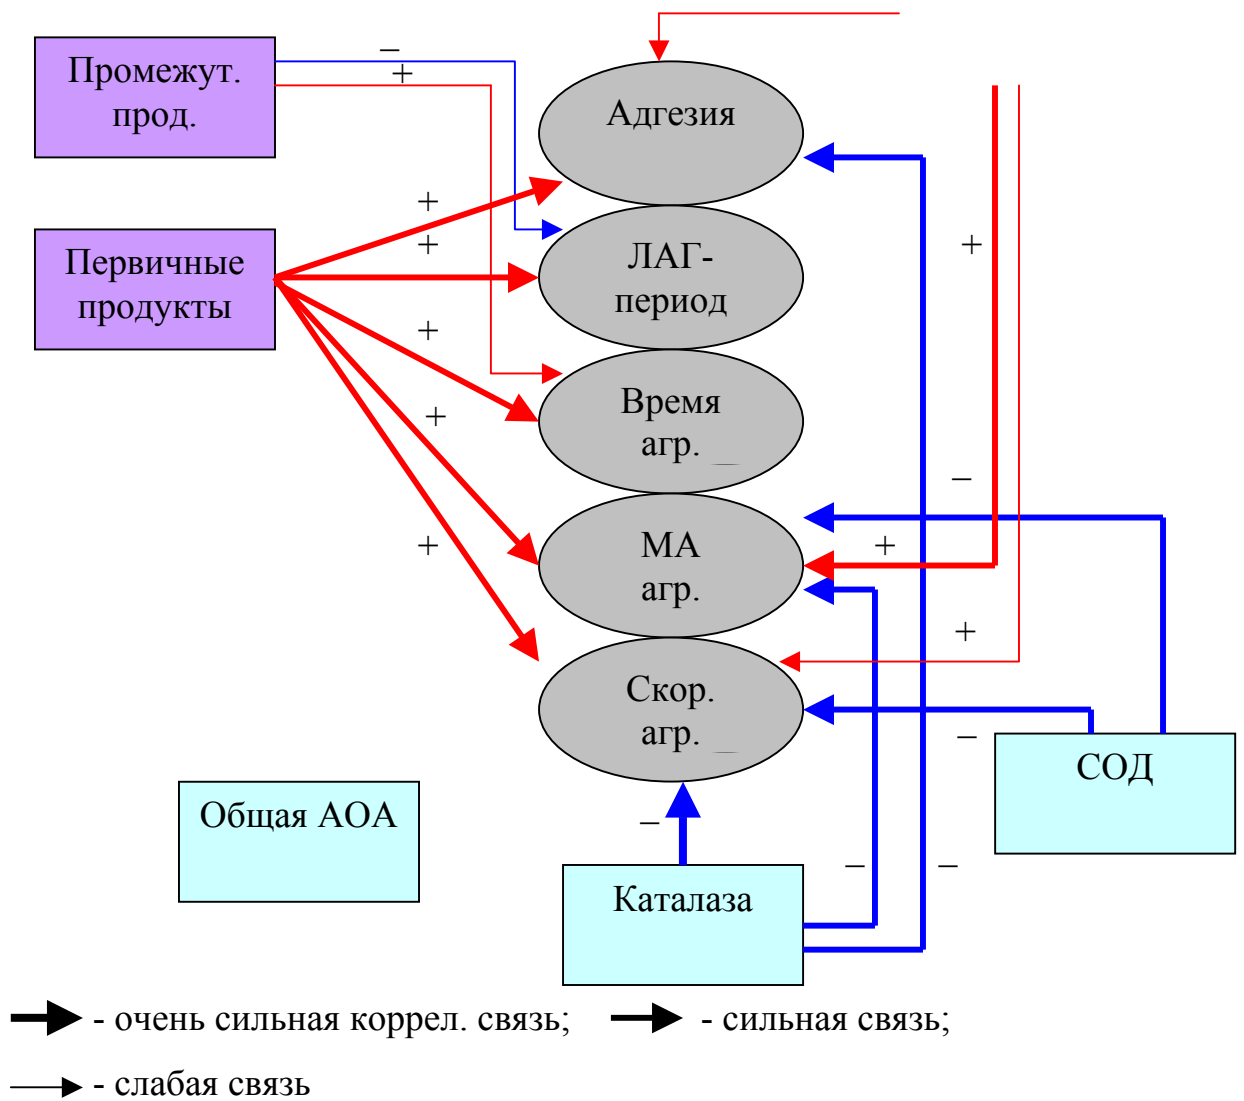 Промежут.
прод.
–
+
Адгезия
+
+
+
Первичные
продукты
ЛАГ-
период
+
Время
агр.
+
–
МА
агр.
+
+
+
Скор.
агр.
–
СОД
Общая АОА
–
–
–
Каталаза
- очень сильная коррел. связь;
- сильная связь;
- слабая связь